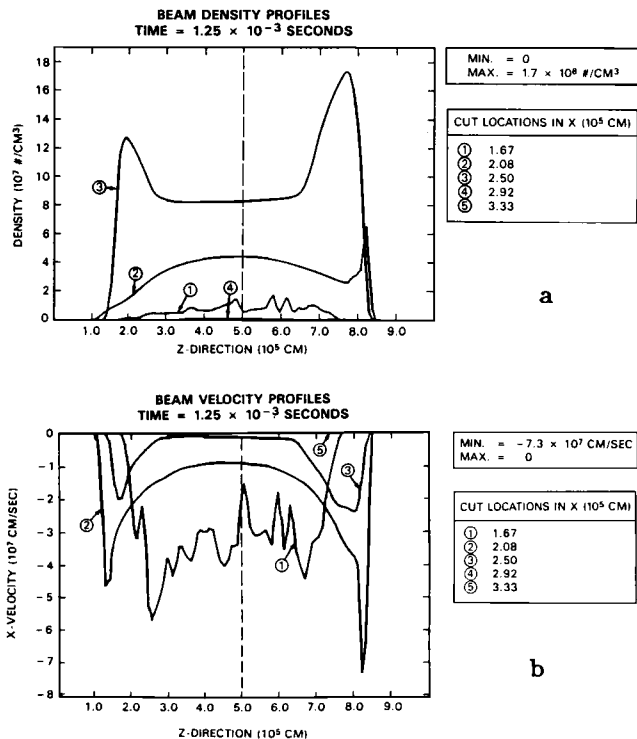 BEAM DENSITY PROFILES
TIME = 1.25 × 10⁻³ SECONDS
18
16
14
12
10
8
6
4
2
0
DENSITY (10⁷ #/CM³)
③
②
①
④
1.0 2.0 3.0 4.0 5.0 6.0 7.0 8.0 9.0
Z-DIRECTION (10⁵ CM)
MIN. = 0
MAX. = 1.7 × 10⁸ #/CM³
CUT LOCATIONS IN X (10⁵ CM)
① 1.67
② 2.08
③ 2.50
④ 2.92
⑤ 3.33
a
BEAM VELOCITY PROFILES
TIME = 1.25 × 10⁻³ SECONDS
0
-1
-2
-3
-4
-5
-6
-7
-8
X-VELOCITY (10⁷ CM/SEC)
⑤
③
②
①
1.0 2.0 3.0 4.0 5.0 6.0 7.0 8.0 9.0
Z-DIRECTION (10⁵ CM)
MIN. = -7.3 × 10⁷ CM/SEC
MAX. = 0
CUT LOCATIONS IN X (10⁵ CM)
① 1.67
② 2.08
③ 2.50
④ 2.92
⑤ 3.33
b